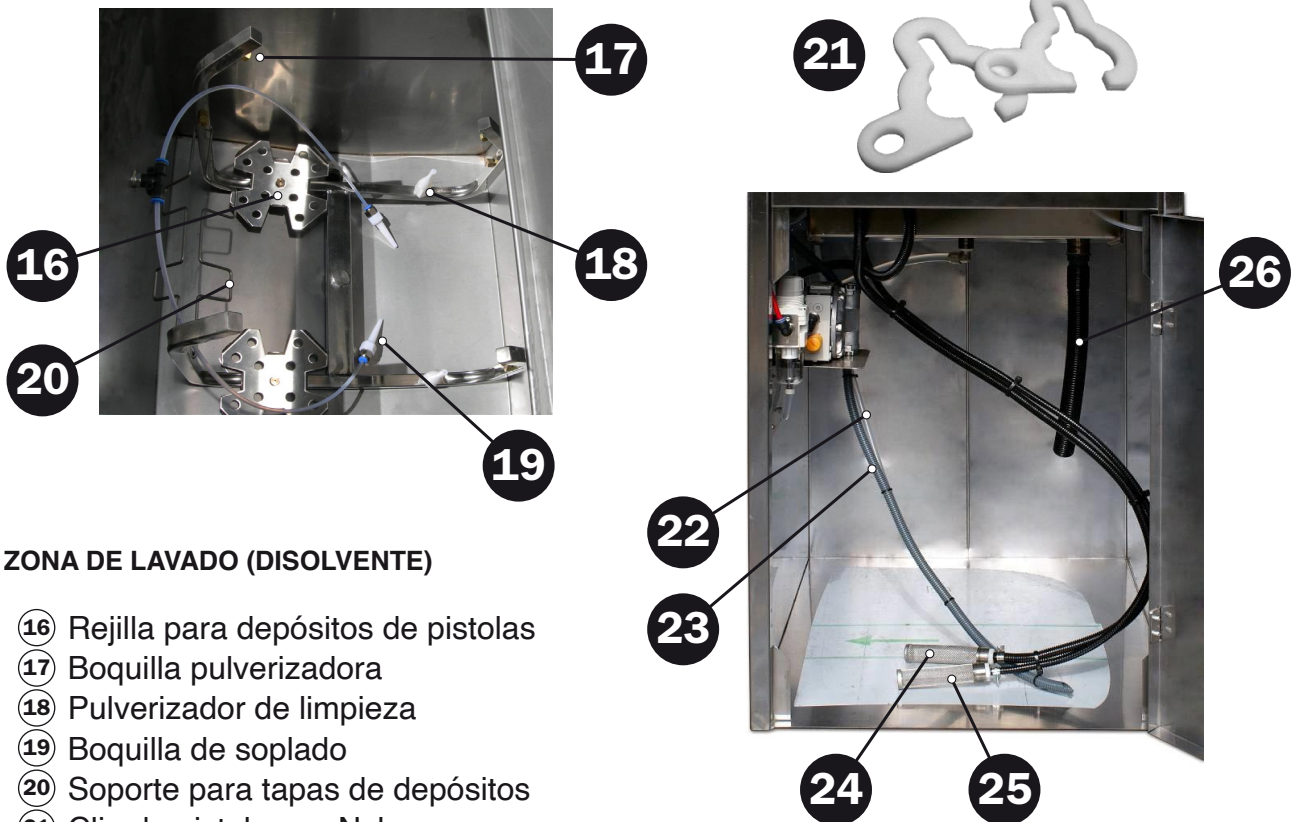 17
21
16
18
26
20
19
22
23
24
25
ZONA DE LAVADO (DISOLVENTE)
16 Rejilla para depósitos de pistolas
17 Boquilla pulverizadora
18 Pulverizador de limpieza
19 Boquilla de soplado
20 Soporte para tapas de depósitos